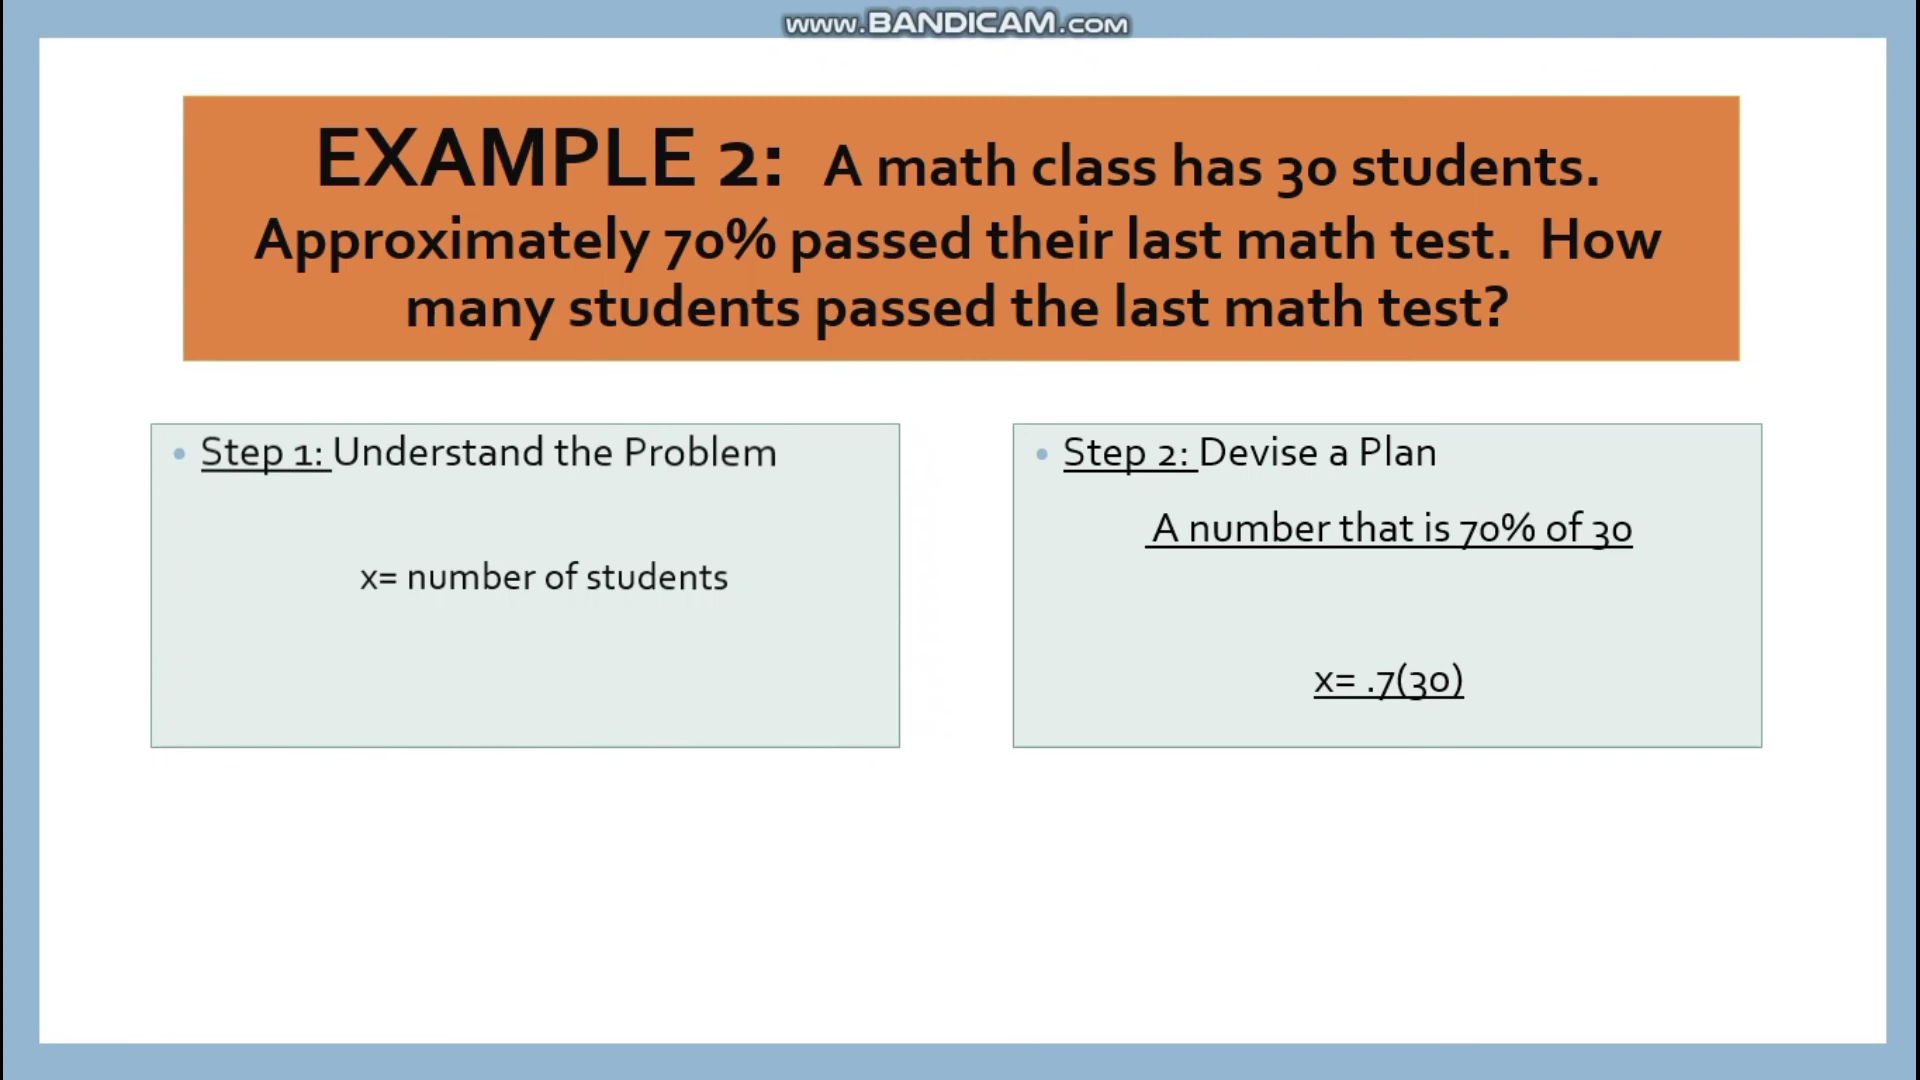 www.BANDICAM.com
EXAMPLE 2: A math class has 30 students.
Approximately 70% passed their last math test. How
many students passed the last math test?
• Step 1: Understand the Problem
x= number of students
• Step 2: Devise a Plan
A number that is 70% of 30
x= .7(30)